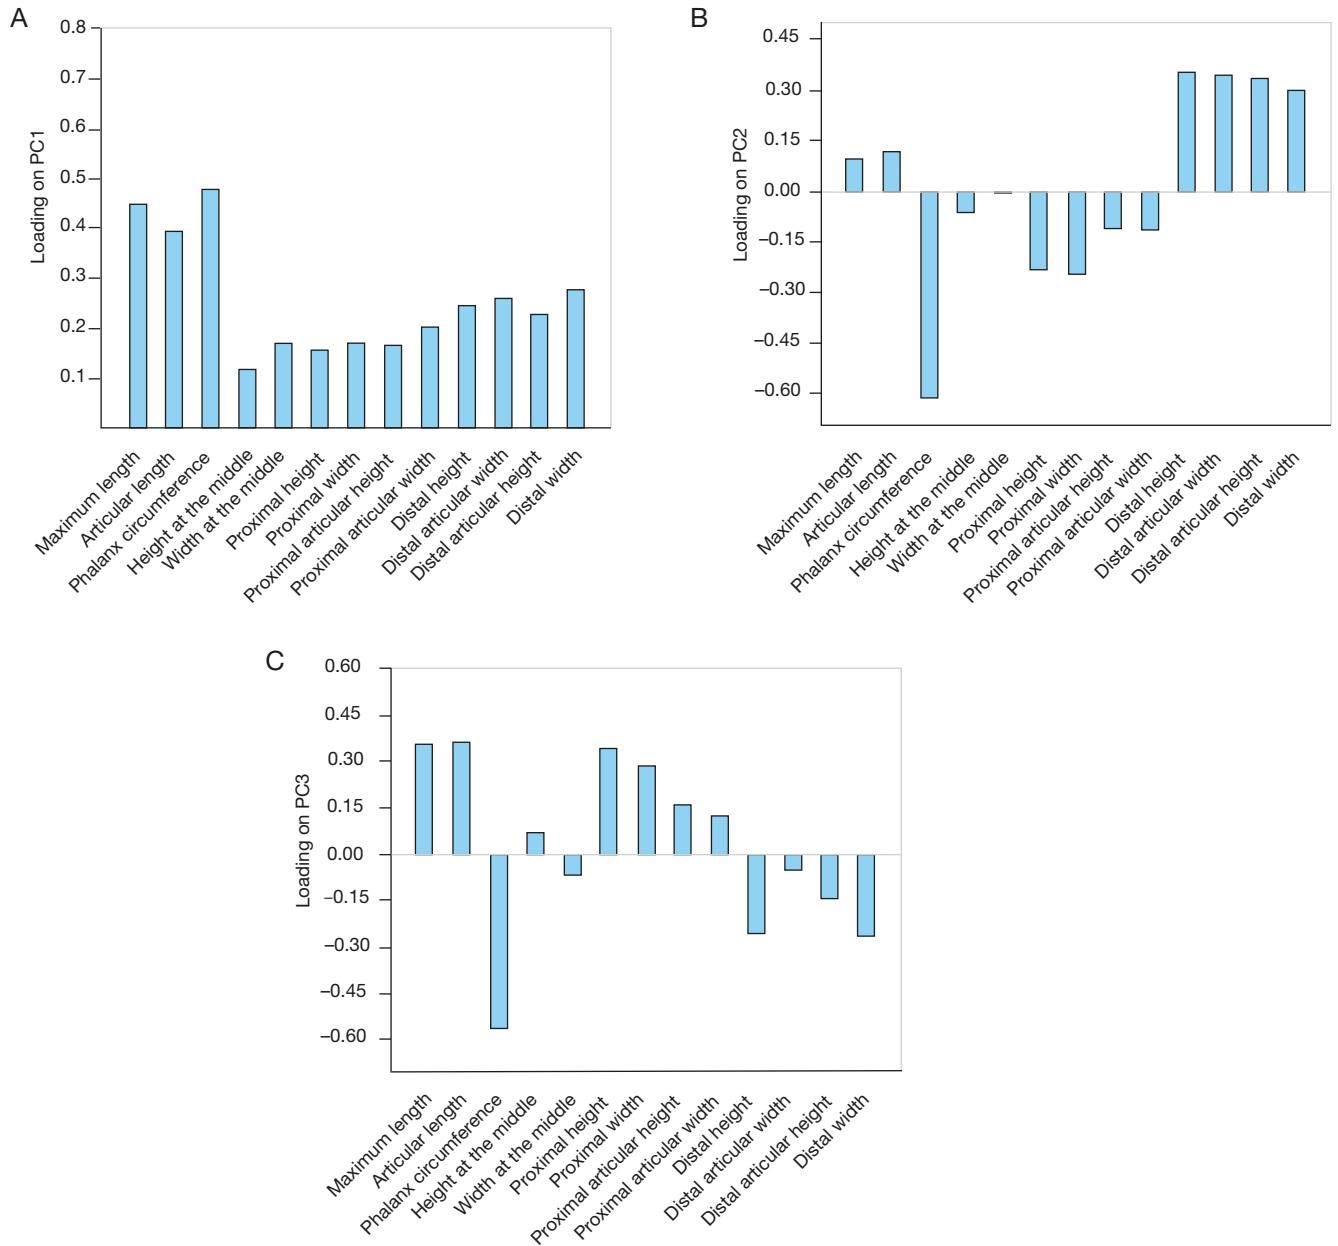 A
Loading on PC1
0.8
0.7
0.6
0.5
0.4
0.3
0.2
0.1
Maximum length
Articular length
Phalanx circumference
Height at the middle
Width at the middle
Proximal height
Proximal width
Proximal articular height
Proximal articular width
Distal height
Distal articular width
Distal articular height
Distal width
B
Loading on PC2
0.45
0.30
0.15
0.00
−0.15
−0.30
−0.45
−0.60
Maximum length
Articular length
Phalanx circumference
Height at the middle
Width at the middle
Proximal height
Proximal width
Proximal articular height
Proximal articular width
Distal height
Distal articular width
Distal articular height
Distal width
C
Loading on PC3
0.60
0.45
0.30
0.15
0.00
−0.15
−0.30
−0.45
−0.60
Maximum length
Articular length
Phalanx circumference
Height at the middle
Width at the middle
Proximal height
Proximal width
Proximal articular height
Proximal articular width
Distal height
Distal articular width
Distal articular height
Distal width